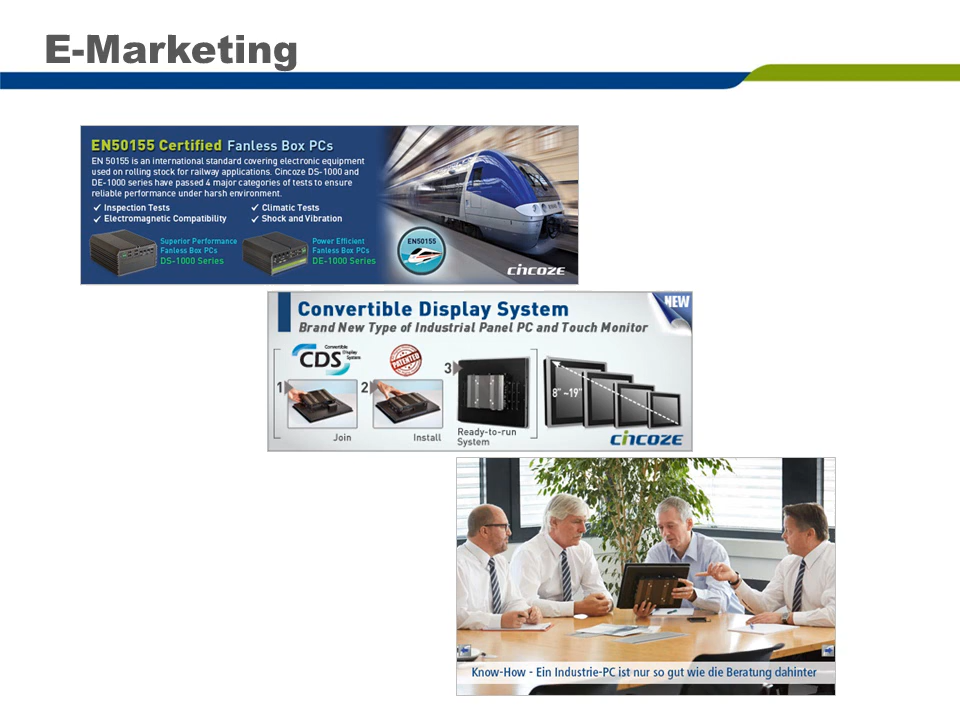 E-Marketing
EN50155 Certified Fanless Box PCs
EN 50155 is an international standard covering electronic equipment
used on rolling stock for railway applications. Cincoze DS-1000 and
DE-1000 series have passed 4 major categories of tests to ensure
reliable performance under harsh environment.
✓ Inspection Tests ✓ Climatic Tests
✓ Electromagnetic Compatibility ✓ Shock and Vibration
Superior Performance
Fanless Box PCs
DS-1000 Series
Power Efficient
Fanless Box PCs
DE-1000 Series
EN50155
CINCOZE
Convertible Display System
NEW
Brand New Type of Industrial Panel PC and Touch Monitor
CDS
Convertible
Display
System
PATENTED
1
2
3
8" ~19"
Join
Install
Ready-to-run
System
CINCOZE
Know-How - Ein Industrie-PC ist nur so gut wie die Beratung dahinter